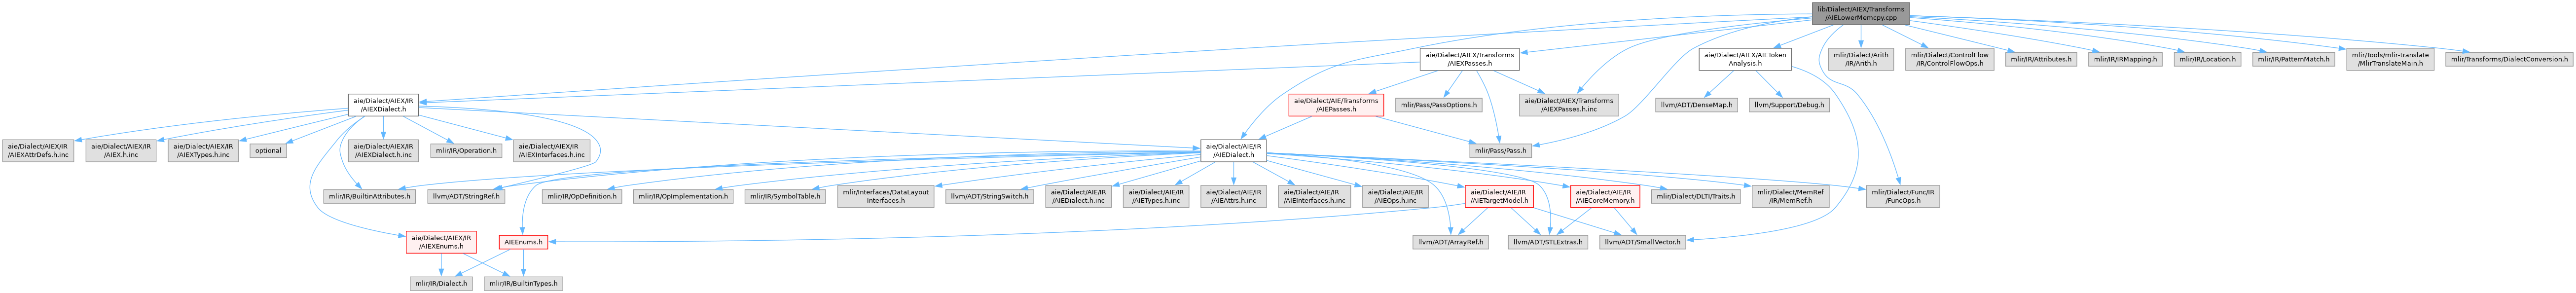 lib/Dialect/AIEX/Transforms
/AIELowerMemcpy.cpp
aie/Dialect/AIEX/Transforms
/AIEXPasses.h
aie/Dialect/AIEX/AIEToken
Analysis.h
mlir/Dialect/Arith
/IR/Arith.h
mlir/Dialect/ControlFlow
/IR/ControlFlowOps.h
mlir/IR/Attributes.h
mlir/IR/IRMapping.h
mlir/IR/Location.h
mlir/IR/PatternMatch.h
mlir/Tools/mlir-translate
/MlirTranslateMain.h
mlir/Transforms/DialectConversion.h
aie/Dialect/AIEX/IR
/AIEXDialect.h
aie/Dialect/AIE/Transforms
/AIEPasses.h
mlir/Pass/PassOptions.h
aie/Dialect/AIEX/Transforms
/AIEXPasses.h.inc
llvm/ADT/DenseMap.h
llvm/Support/Debug.h
aie/Dialect/AIEX/IR
/AIEXAttrDefs.h.inc
aie/Dialect/AIEX/IR
/AIEX.h.inc
aie/Dialect/AIEX/IR
/AIEXTypes.h.inc
optional
aie/Dialect/AIEX/IR
/AIEXDialect.h.inc
mlir/IR/Operation.h
aie/Dialect/AIEX/IR
/AIEXInterfaces.h.inc
aie/Dialect/AIE/IR
/AIEDialect.h
mlir/Pass/Pass.h
mlir/IR/BuiltinAttributes.h
llvm/ADT/StringRef.h
mlir/IR/OpDefinition.h
mlir/IR/OpImplementation.h
mlir/IR/SymbolTable.h
mlir/Interfaces/DataLayout
Interfaces.h
llvm/ADT/StringSwitch.h
aie/Dialect/AIE/IR
/AIEDialect.h.inc
aie/Dialect/AIE/IR
/AIETypes.h.inc
aie/Dialect/AIE/IR
/AIEAttrs.h.inc
aie/Dialect/AIE/IR
/AIEInterfaces.h.inc
aie/Dialect/AIE/IR
/AIEOps.h.inc
aie/Dialect/AIE/IR
/AIETargetModel.h
aie/Dialect/AIE/IR
/AIECoreMemory.h
mlir/Dialect/DLTI/Traits.h
mlir/Dialect/MemRef
/IR/MemRef.h
mlir/Dialect/Func/IR
/FuncOps.h
aie/Dialect/AIEX/IR
/AIEXEnums.h
AIEEnums.h
llvm/ADT/ArrayRef.h
llvm/ADT/STLExtras.h
llvm/ADT/SmallVector.h
mlir/IR/Dialect.h
mlir/IR/BuiltinTypes.h